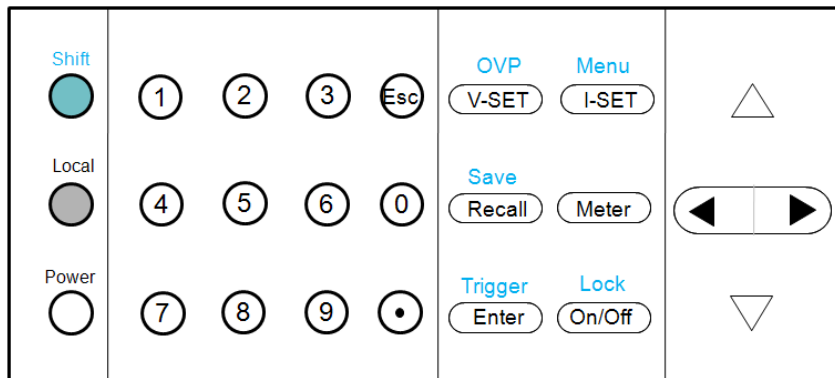 Shift
OVP Menu
1 2 3 Esc V-SET I-SET
Local
Save
4 5 6 0 Recall Meter
Power
Trigger Lock
7 8 9 • Enter On/Off